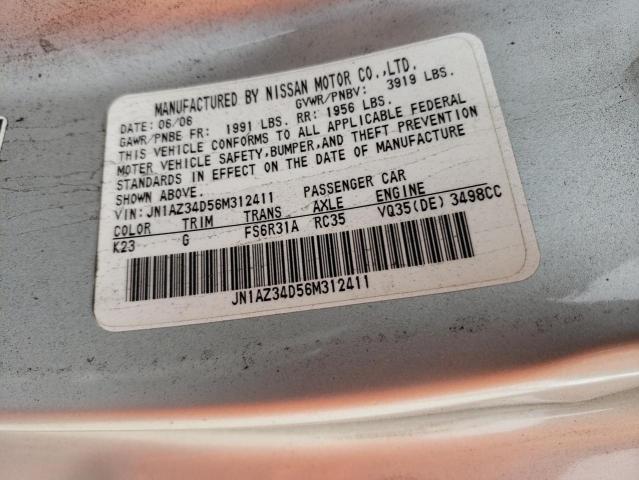 MANUFACTURED BY NISSAN MOTOR CO.,LTD.
DATE: 06/06 GVWR/PNBV: 3919 LBS.
GAWR/PNBE FR: 1991 LBS. RR: 1956 LBS.
THIS VEHICLE CONFORMS TO ALL APPLICABLE FEDERAL
MOTER VEHICLE SAFETY,BUMPER,AND THEFT PREVENTION
STANDARDS IN EFFECT ON THE DATE OF MANUFACTURE
SHOWN ABOVE.
VIN: JN1AZ34D56M312411 PASSENGER CAR
COLOR TRIM TRANS AXLE ENGINE
K23 G FS6R31A RC35 VQ35(DE) 3498CC
JN1AZ34D56M312411